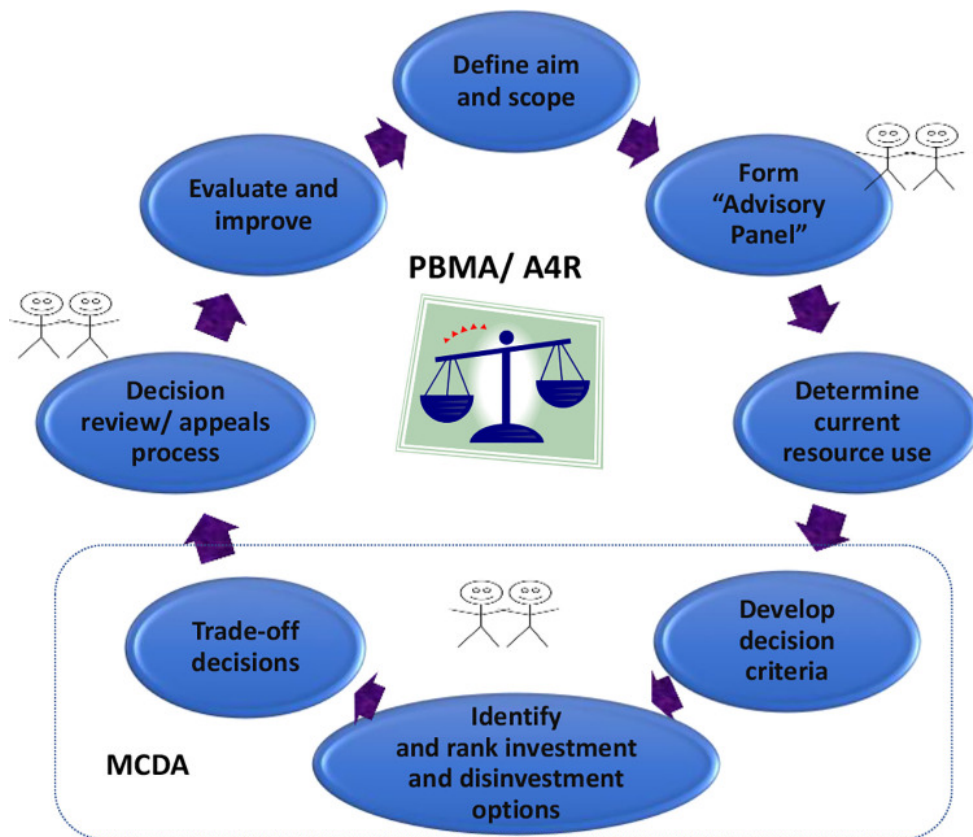 Define aim
and scope
Form
“Advisory
Panel”
Determine
current
resource use
Develop
decision
criteria
Identify
and rank investment
and disinvestment
options
Trade-off
decisions
Decision
review/ appeals
process
Evaluate and
improve
PBMA/ A4R
MCDA